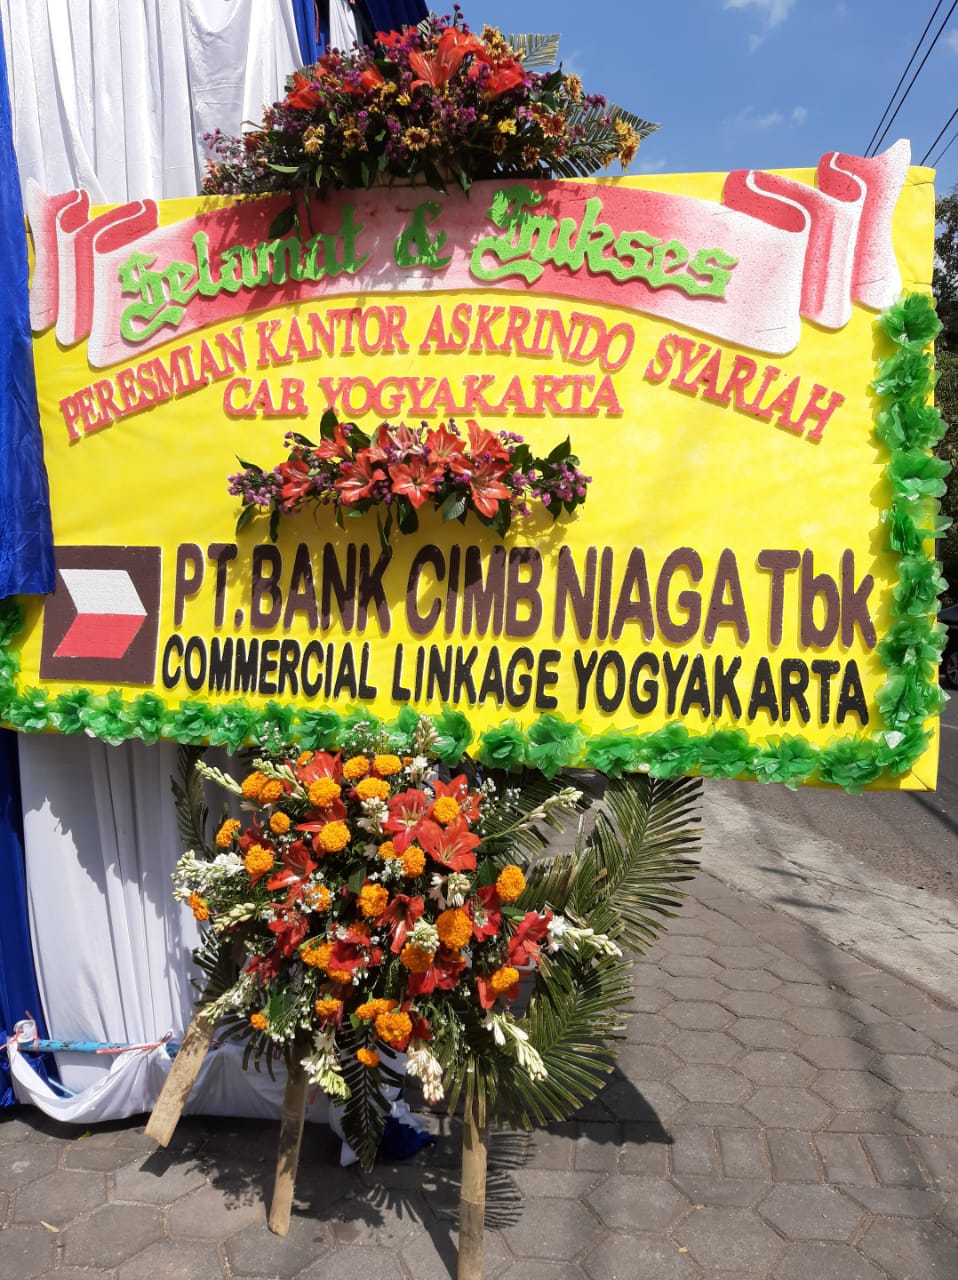 Selamat & Sukses
PERESMIAN KANTOR ASKRINDO SYARIAH
CAB. YOGYAKARTA
PT. BANK CIMB NIAGA Tbk
COMMERCIAL LINKAGE YOGYAKARTA